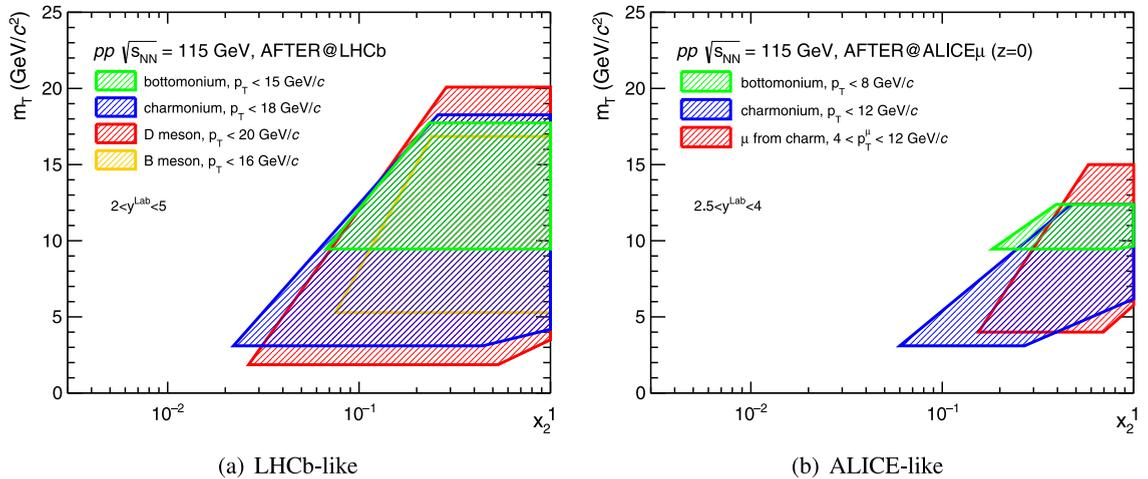 m_T (GeV/c²)
25
20
15
10
5
0
pp √s_NN = 115 GeV, AFTER@LHCb
bottomonium, p_T < 15 GeV/c
charmonium, p_T < 18 GeV/c
D meson, p_T < 20 GeV/c
B meson, p_T < 16 GeV/c
2<y^Lab<5
10⁻² 10⁻¹ 1
x₂
(a) LHCb-like
m_T (GeV/c²)
25
20
15
10
5
0
pp √s_NN = 115 GeV, AFTER@ALICEμ (z=0)
bottomonium, p_T < 8 GeV/c
charmonium, p_T < 12 GeV/c
μ from charm, 4 < p_T^μ < 12 GeV/c
2.5<y^Lab<4
10⁻² 10⁻¹ 1
x₂
(b) ALICE-like